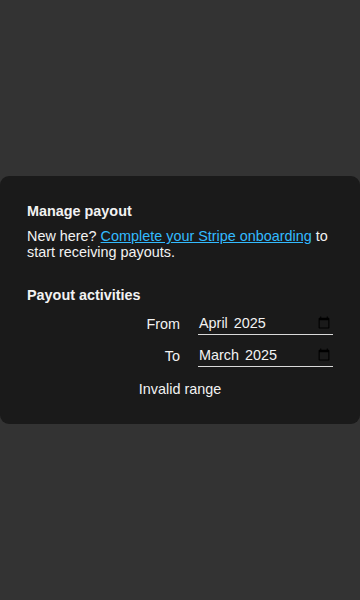 Manage payout
New here? Complete your Stripe onboarding to
start receiving payouts.
Payout activities
From April 2025
To March 2025
Invalid range